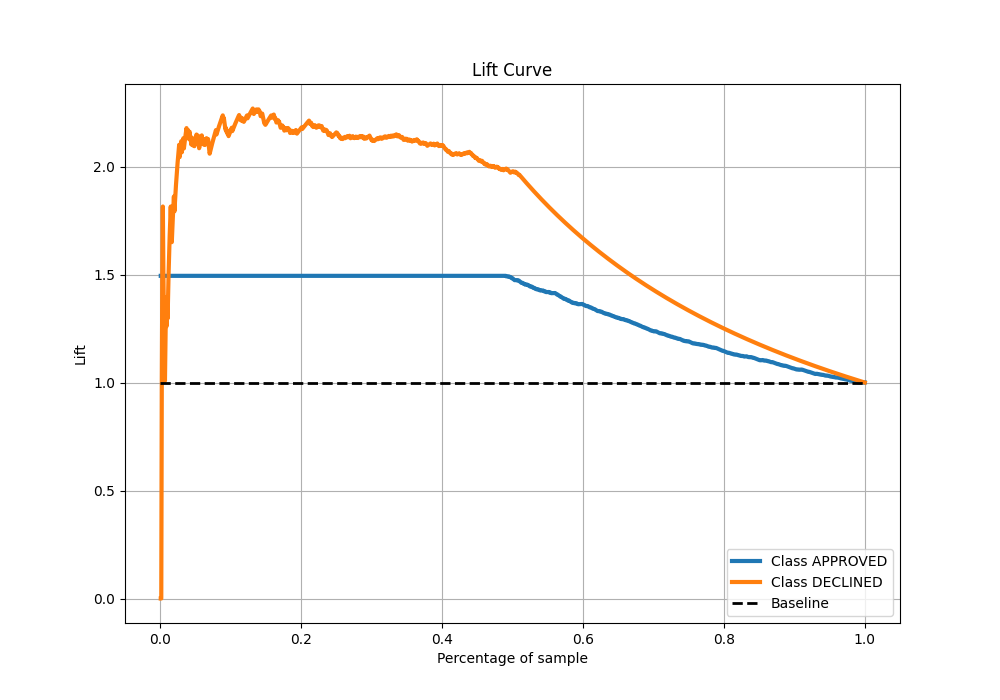 Lift Curve
Lift
2.0
1.5
1.0
0.5
0.0
0.0 0.2 0.4 0.6 0.8 1.0
Percentage of sample
Class APPROVED
Class DECLINED
Baseline